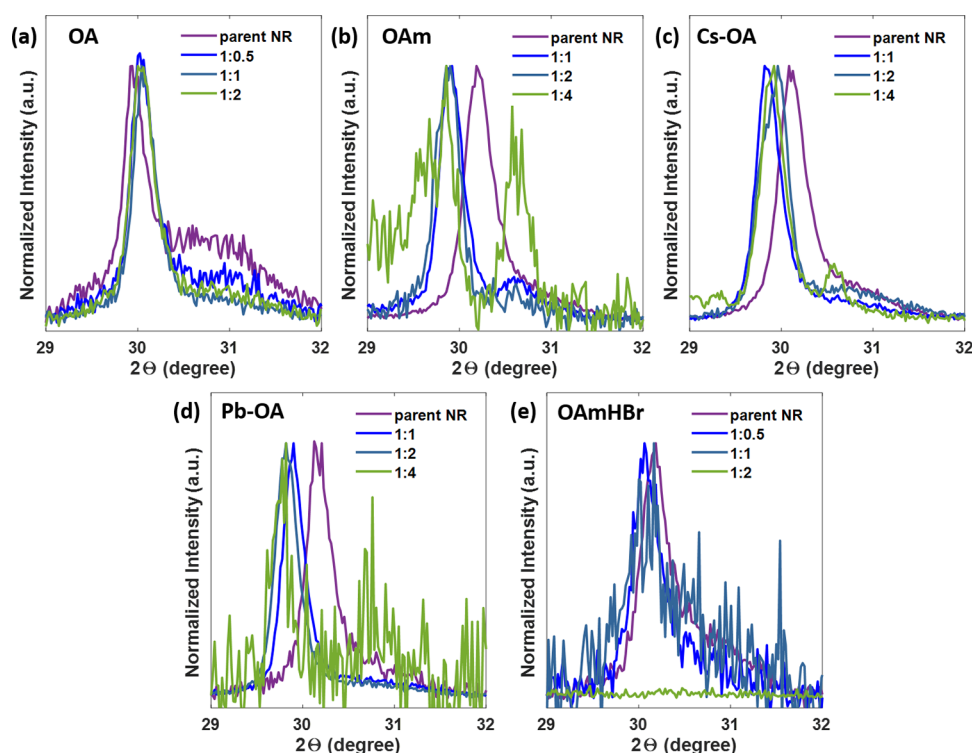 (a) OA
parent NR
1:0.5
1:1
1:2
Normalized Intensity (a.u.)
29 30 31 32
2Θ (degree)
(b) OAm
parent NR
1:1
1:2
1:4
Normalized Intensity (a.u.)
29 30 31 32
2Θ (degree)
(c) Cs-OA
parent NR
1:1
1:2
1:4
Normalized Intensity (a.u.)
29 30 31 32
2Θ (degree)
(d) Pb-OA
parent NR
1:1
1:2
1:4
Normalized Intensity (a.u.)
29 30 31 32
2Θ (degree)
(e) OAmHBr
parent NR
1:0.5
1:1
1:2
Normalized Intensity (a.u.)
29 30 31 32
2Θ (degree)